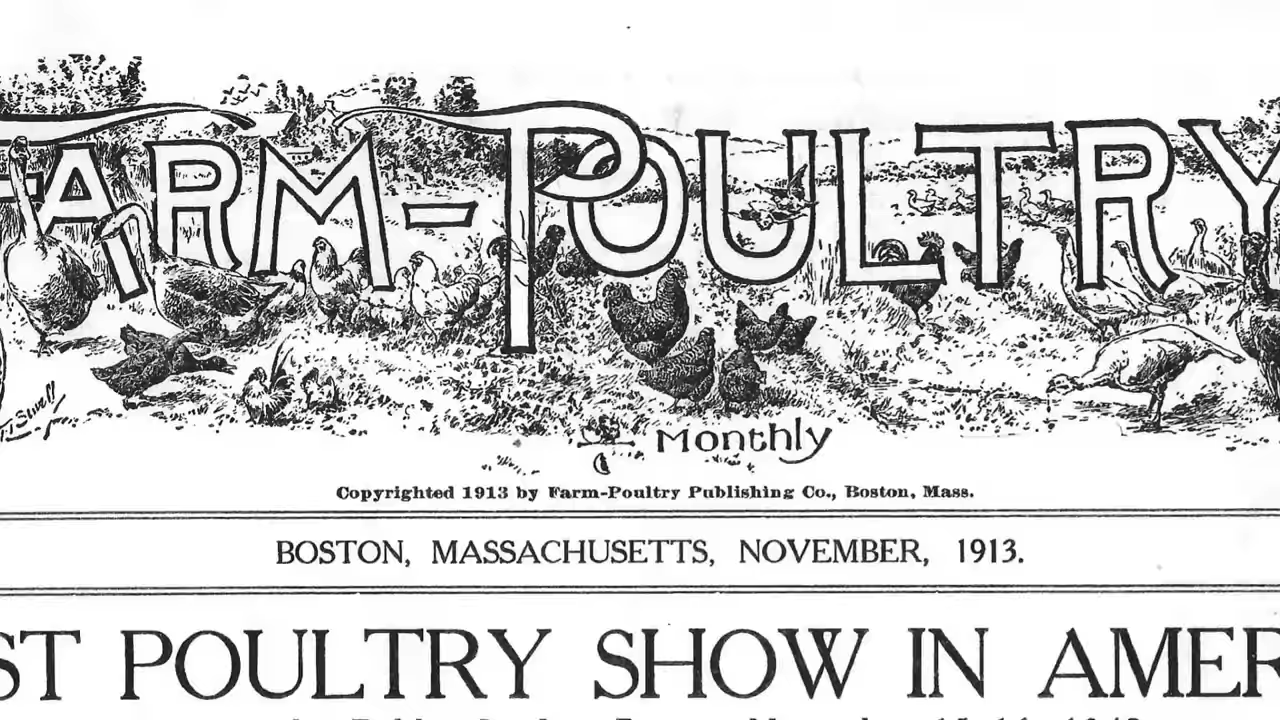 FARM-POULTRY
Monthly
Copyrighted 1913 by Farm-Poultry Publishing Co., Boston, Mass.
BOSTON, MASSACHUSETTS, NOVEMBER, 1913.
ST POULTRY SHOW IN AMER